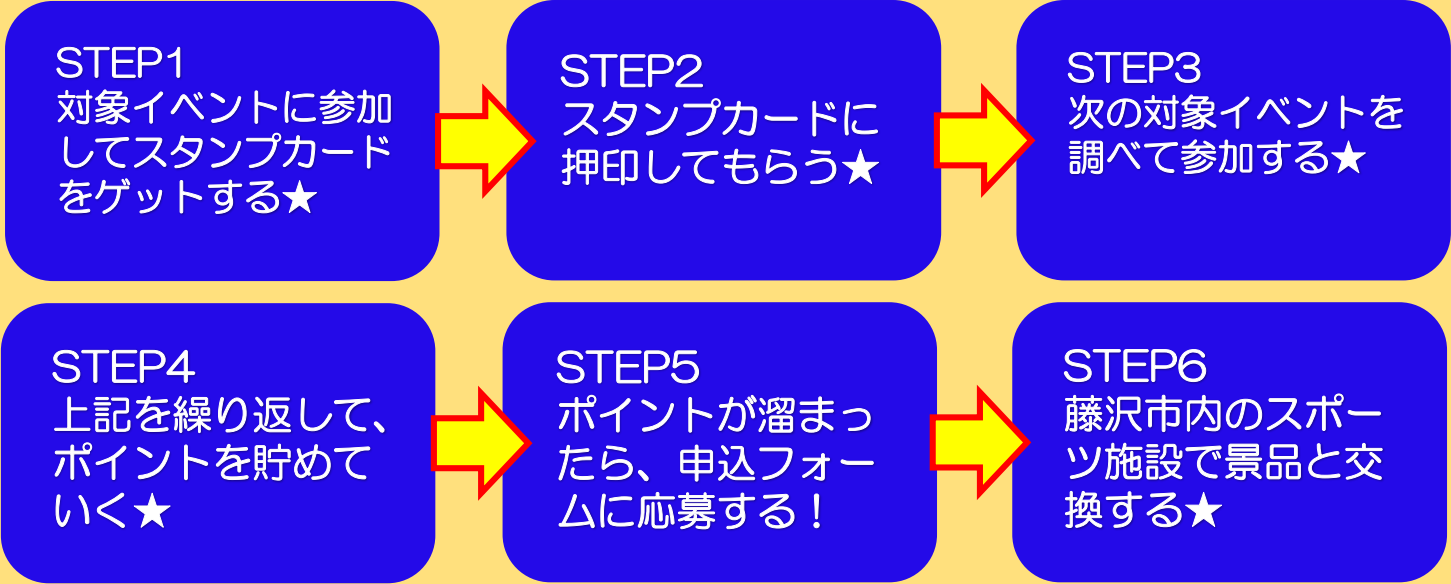 STEP1
対象イベントに参加
してスタンプカード
をゲットする★
STEP2
スタンプカードに
押印してもらう★
STEP3
次の対象イベントを
調べて参加する★
STEP4
上記を繰り返して、
ポイントを貯めて
いく★
STEP5
ポイントが溜まっ
たら、申込フォー
ムに応募する！
STEP6
藤沢市内のスポー
ツ施設で景品と交
換する★